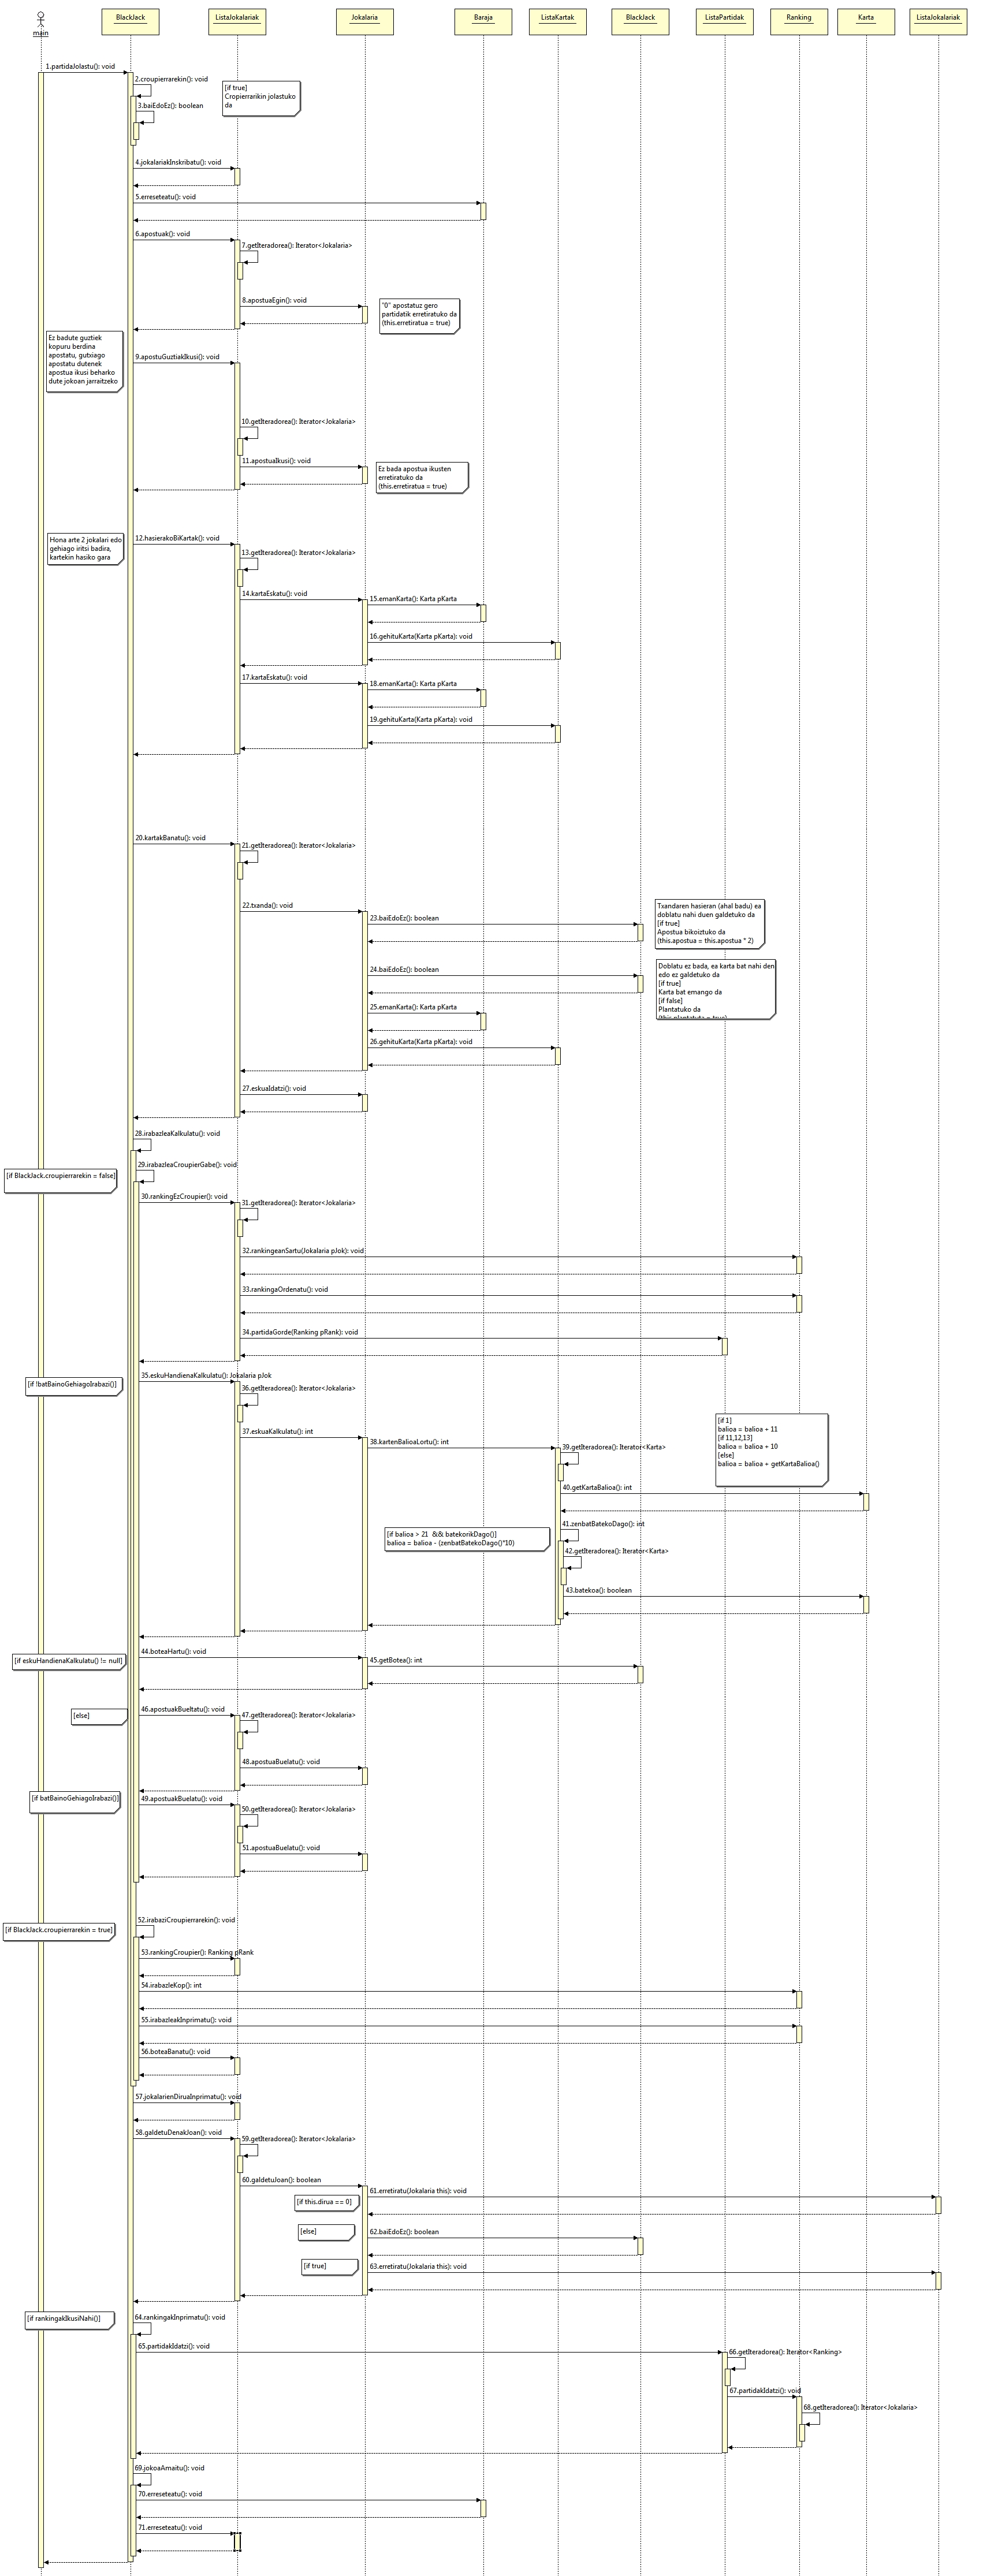 main
BlackJack
ListaJokalariak
Jokalaria
Baraja
ListaKartak
BlackJack
ListaPartidak
Ranking
Karta
ListaJokalariak
1.partidaJolastu(): void
2.croupierrarekin(): void
[if true]
Cropierrarikin jolastuko
da
3.baiEdoEz(): boolean
4.jokalariakInskribatu(): void
5.erreseteatu(): void
6.apostuak(): void
7.getIteradorea(): Iterator<Jokalaria>
8.apostuaEgin(): void
"0" apostatuz gero
partidatik erretiratuko da
(this.erretiratua = true)
Ez badute guztiek
kopuru berdina
apostatu, gutxiago
apostatu dutenek
apostua ikusi beharko
dute jokoan jarraitzeko
9.apostuGuztiakIkusi(): void
10.getIteradorea(): Iterator<Jokalaria>
11.apostuaIkusi(): void
Ez bada apostua ikusten
erretiratuko da
(this.erretiratua = true)
Hona arte 2 jokalari edo
gehiago iritsi badira,
kartekin hasiko gara
12.hasierakoBiKartak(): void
13.getIteradorea(): Iterator<Jokalaria>
14.kartaEskatu(): void
15.emanKarta(): Karta pKarta
16.gehituKarta(Karta pKarta): void
17.kartaEskatu(): void
18.emanKarta(): Karta pKarta
19.gehituKarta(Karta pKarta): void
20.kartakBanatu(): void
21.getIteradorea(): Iterator<Jokalaria>
22.txanda(): void
23.baiEdoEz(): boolean
Txandaren hasieran (ahal badu) ea
doblatu nahi duen galdetuko da
[if true]
Apostua bikoiztuko da
(this.apostua = this.apostua * 2)
24.baiEdoEz(): boolean
Doblatu ez bada, ea karta bat nahi den
edo ez galdetuko da
[if true]
Karta bat emango da
[if false]
Plantatuko da
(this.plantatuta = true)
25.emanKarta(): Karta pKarta
26.gehituKarta(Karta pKarta): void
27.eskuaIdatzi(): void
28.irabazleaKalkulatu(): void
29.irabazleaCroupierGabe(): void
[if BlackJack.croupierrarekin = false]
30.rankingEzCroupier(): void
31.getIteradorea(): Iterator<Jokalaria>
32.rankingeanSartu(Jokalaria pJok): void
33.rankingaOrdenatu(): void
34.partidaGorde(Ranking pRank): void
[if !batBainoGehiagoIrabazi()]
35.eskuHandienaKalkulatu(): Jokalaria pJok
36.getIteradorea(): Iterator<Jokalaria>
37.eskuaKalkulatu(): int
38.kartenBalioaLortu(): int
39.getIteradorea(): Iterator<Karta>
[if 1]
balioa = balioa + 11
[if 11,12,13]
balioa = balioa + 10
[else]
balioa = balioa + getKartaBalioa()
40.getKartaBalioa(): int
41.zenbatBatekoDago(): int
[if balioa > 21 && batekorikDago()]
balioa = balioa - (zenbatBatekoDago()*10)
42.getIteradorea(): Iterator<Karta>
43.batekoa(): boolean
[if eskuHandienaKalkulatu() != null]
44.boteaHartu(): void
45.getBotea(): int
[else]
46.apostuakBueltatu(): void
47.getIteradorea(): Iterator<Jokalaria>
48.apostuaBuelatu(): void
[if batBainoGehiagoIrabazi()]
49.apostuakBuelatu(): void
50.getIteradorea(): Iterator<Jokalaria>
51.apostuaBuelatu(): void
[if BlackJack.croupierrarekin = true]
52.irabaziCroupierrarekin(): void
53.rankingCroupier(): Ranking pRank
54.irabazleKop(): int
55.irabazleakInprimatu(): void
56.boteaBanatu(): void
57.jokalarienDiruaInprimatu(): void
58.galdetuDenakJoan(): void
59.getIteradorea(): Iterator<Jokalaria>
60.galdetuJoan(): boolean
[if this.dirua == 0]
61.erretiratu(Jokalaria this): void
[else]
62.baiEdoEz(): boolean
[if true]
63.erretiratu(Jokalaria this): void
[if rankingakIkusiNahi()]
64.rankingakInprimatu(): void
65.partidakIdatzi(): void
66.getIteradorea(): Iterator<Ranking>
67.partidakIdatzi(): void
68.getIteradorea(): Iterator<Jokalaria>
69.jokoaAmaitu(): void
70.erreseteatu(): void
71.erreseteatu(): void